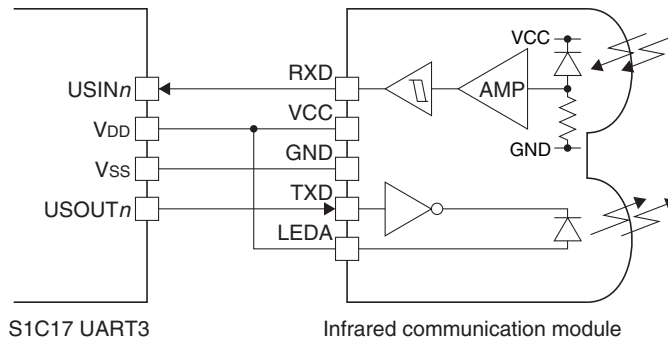 RXD
VCC
AMP
USINn
VCC
VDD
GND
GND
VSS
TXD
USOUTn
LEDA
S1C17 UART3
Infrared communication module